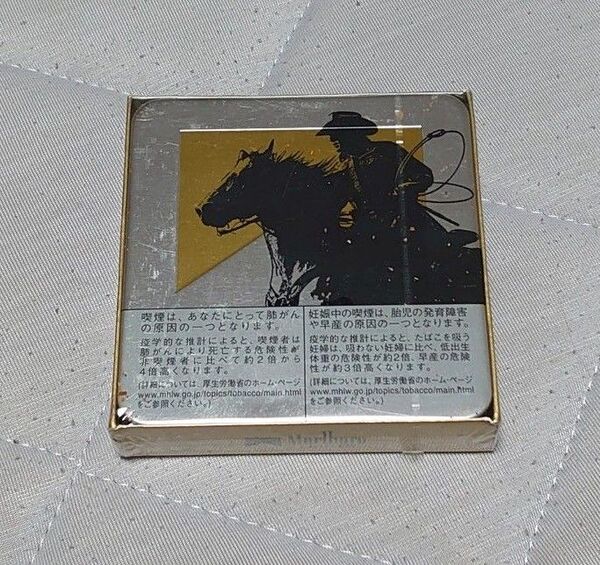 喫煙は、あなたにとって肺がん
の原因の一つとなります。
疫学的な推計によると、喫煙者は
肺がんにより死亡する危険性が
非喫煙者に比べて約2倍から
4倍高くなります。
(詳細については、厚生労働省のホーム・ページ
www.mhlw.go.jp/topics/tobacco/main.html
をご参照ください。)
妊娠中の喫煙は、胎児の発育障害
や早産の原因の一つとなります。
疫学的な推計によると、たばこを吸う
妊婦は、吸わない妊婦に比べ、低出生
体重の危険性が約2倍、早産の危険
性が約3倍高くなります。
(詳細については、厚生労働省のホーム・ページ
www.mhlw.go.jp/topics/tobacco/main.html
をご参照ください。)
Marlboro